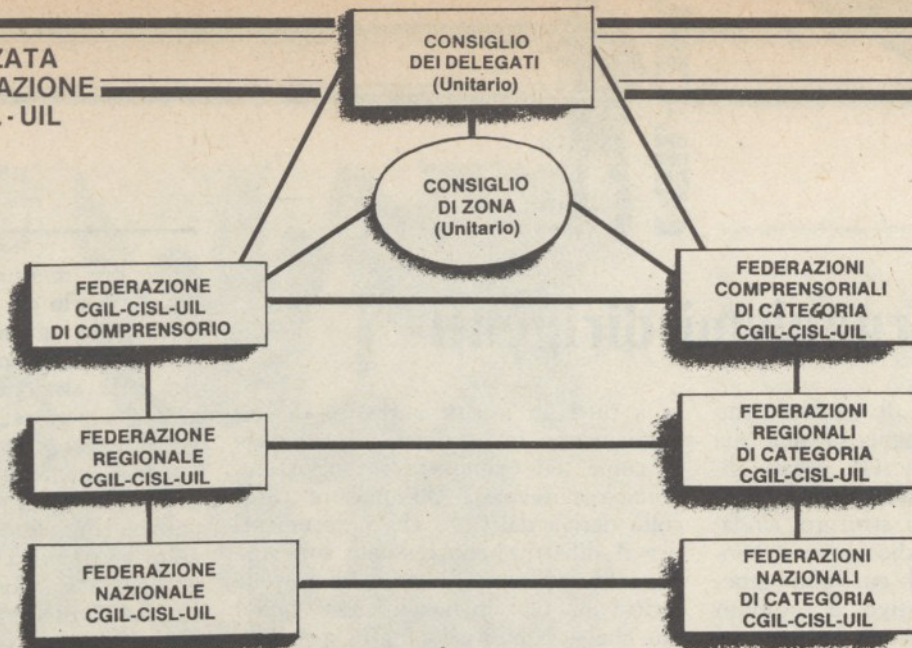 CONSIGLIO
DEI DELEGATI
(Unitario)
ZATA
AZIONE
- UIL
CONSIGLIO
DI ZONA
(Unitario)
FEDERAZIONE
CGIL-CISL-UIL
DI COMPRENSORIO
FEDERAZIONI
COMPRENSORIALI
DI CATEGORIA
CGIL-CISL-UIL
FEDERAZIONE
REGIONALE
CGIL-CISL-UIL
FEDERAZIONI
REGIONALI
DI CATEGORIA
CGIL-CISL-UIL
FEDERAZIONE
NAZIONALE
CGIL-CISL-UIL
FEDERAZIONI
NAZIONALI
DI CATEGORIA
CGIL-CISL-UIL